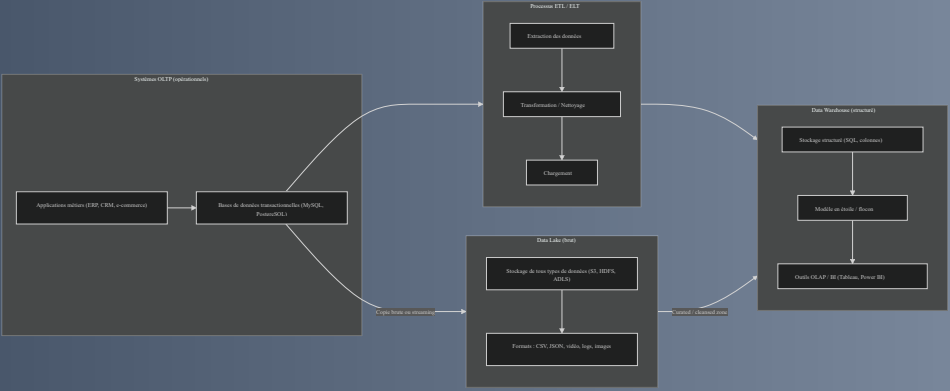 Processus ETL / ELT
Extraction des données
Transformation / Nettoyage
Chargement
Systèmes OLTP (opérationnels)
Applications métiers (ERP, CRM, e-commerce)
Bases de données transactionnelles (MySQL,
PostgreSQL)
Data Lake (brut)
Stockage de tous types de données (S3, HDFS,
ADLS)
Formats : CSV, JSON, vidéo, logs, images
Copie brute ou streaming
Curated / cleansed zone
Data Warehouse (structuré)
Stockage structuré (SQL, colonnes)
Modèle en étoile / flocon
Outils OLAP / BI (Tableau, Power BI)